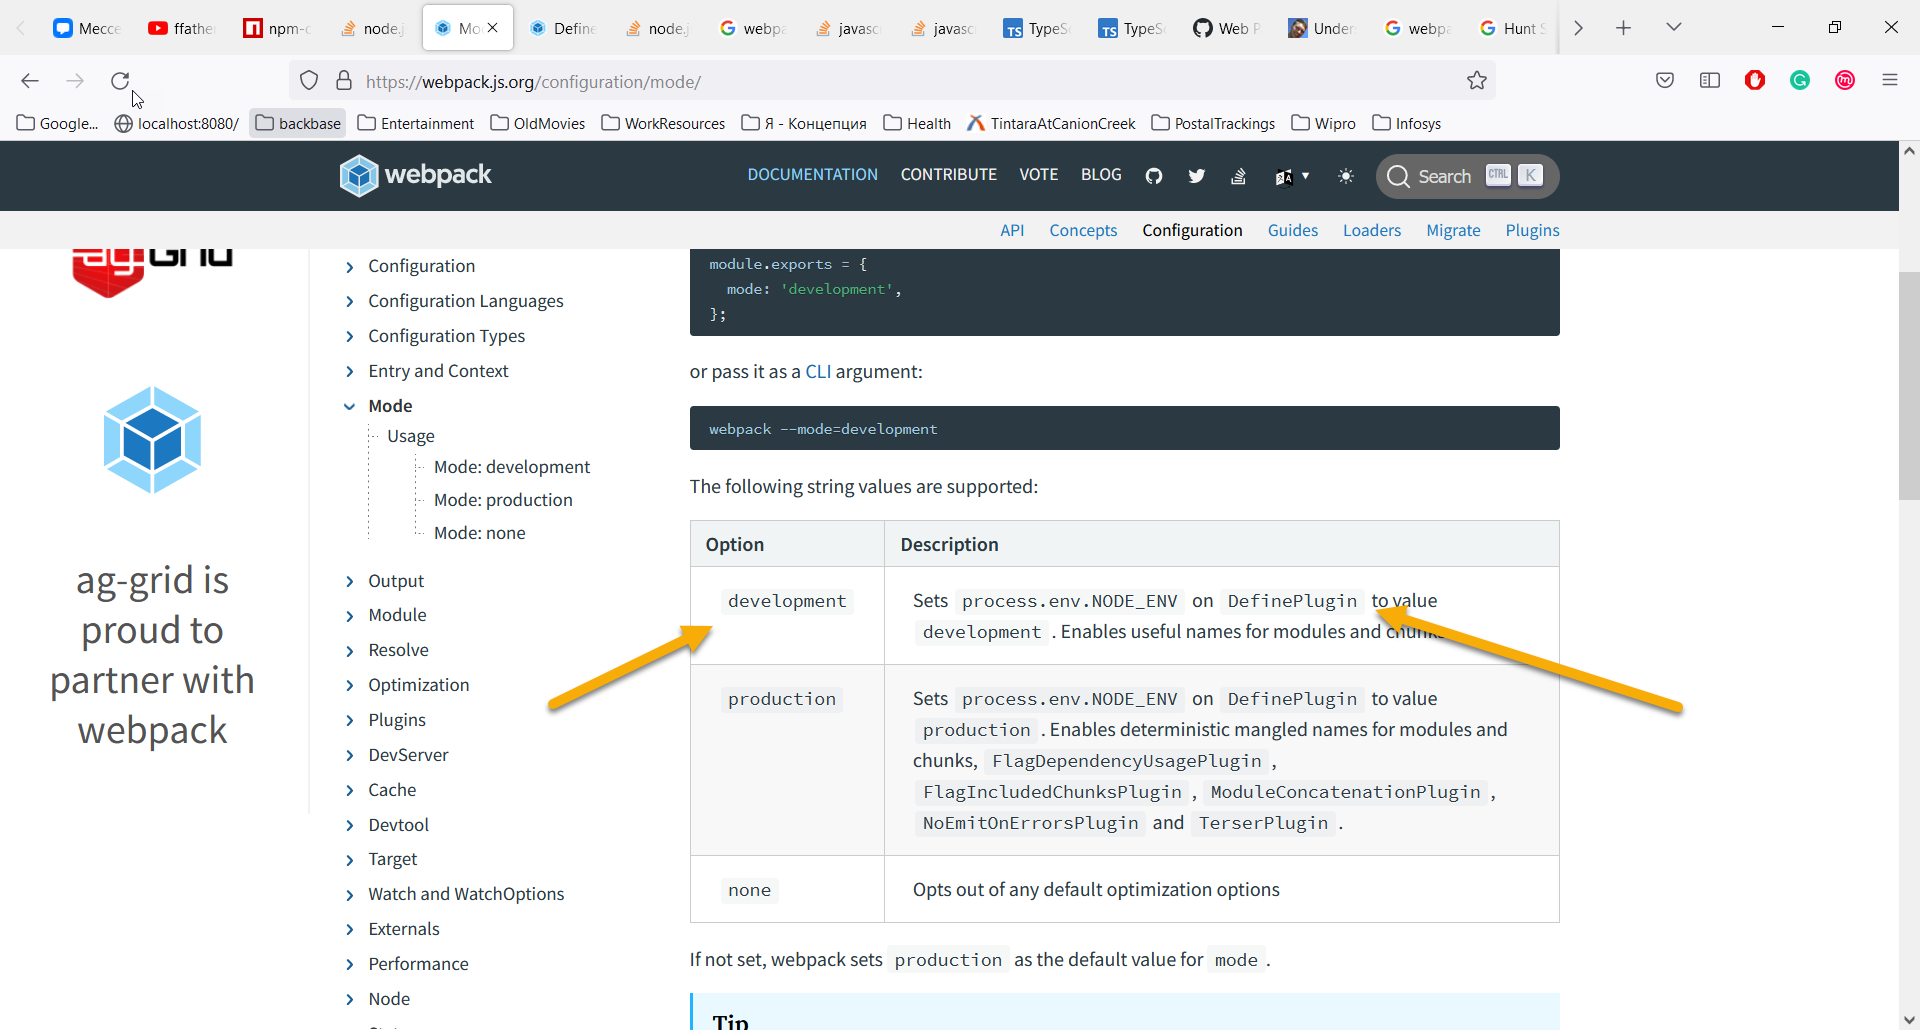 Mecce
ffathe
npm-c
node.j
Mo
Define
node.j
webpa
javasc
javasc
TypeSc
TypeSc
Web P
Under
webpa
Hunt S
https://webpack.js.org/configuration/mode/
Google...
localhost:8080/
backbase
Entertainment
OldMovies
WorkResources
Я - Концепция
Health
TintaraAtCanionCreek
PostalTrackings
Wipro
Infosys
webpack
DOCUMENTATION
CONTRIBUTE
VOTE
BLOG
Search
CTRL
K
API
Concepts
Configuration
Guides
Loaders
Migrate
Plugins
ag-Grid
ag-grid is
proud to
partner with
webpack
Configuration
Configuration Languages
Configuration Types
Entry and Context
Mode
Usage
Mode: development
Mode: production
Mode: none
Output
Module
Resolve
Optimization
Plugins
DevServer
Cache
Devtool
Target
Watch and WatchOptions
Externals
Performance
Node
module.exports = {
mode: 'development',
};
or pass it as a CLI argument:
webpack --mode=development
The following string values are supported:
Option
Description
development
Sets process.env.NODE_ENV on DefinePlugin to value
development . Enables useful names for modules and chunks
production
Sets process.env.NODE_ENV on DefinePlugin to value
production . Enables deterministic mangled names for modules and
chunks, FlagDependencyUsagePlugin ,
FlagIncludedChunksPlugin , ModuleConcatenationPlugin ,
NoEmitOnErrorsPlugin and TerserPlugin .
none
Opts out of any default optimization options
If not set, webpack sets production as the default value for mode .
Tip